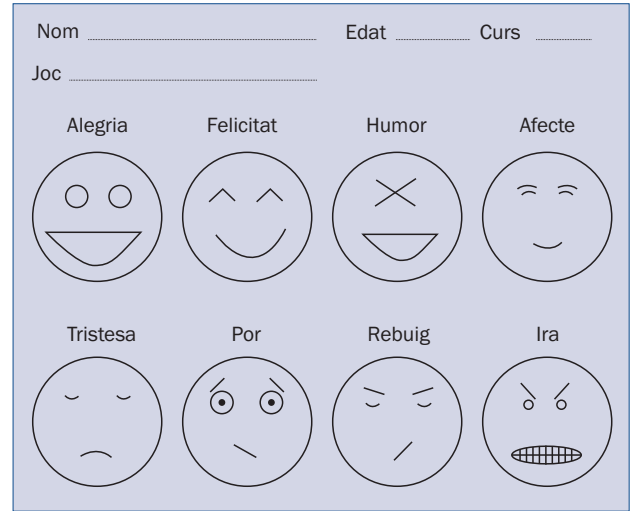 Nom Edat Curs
Joc
Alegria Felicitat Humor Afecte
Tristesa Por Rebuig Ira